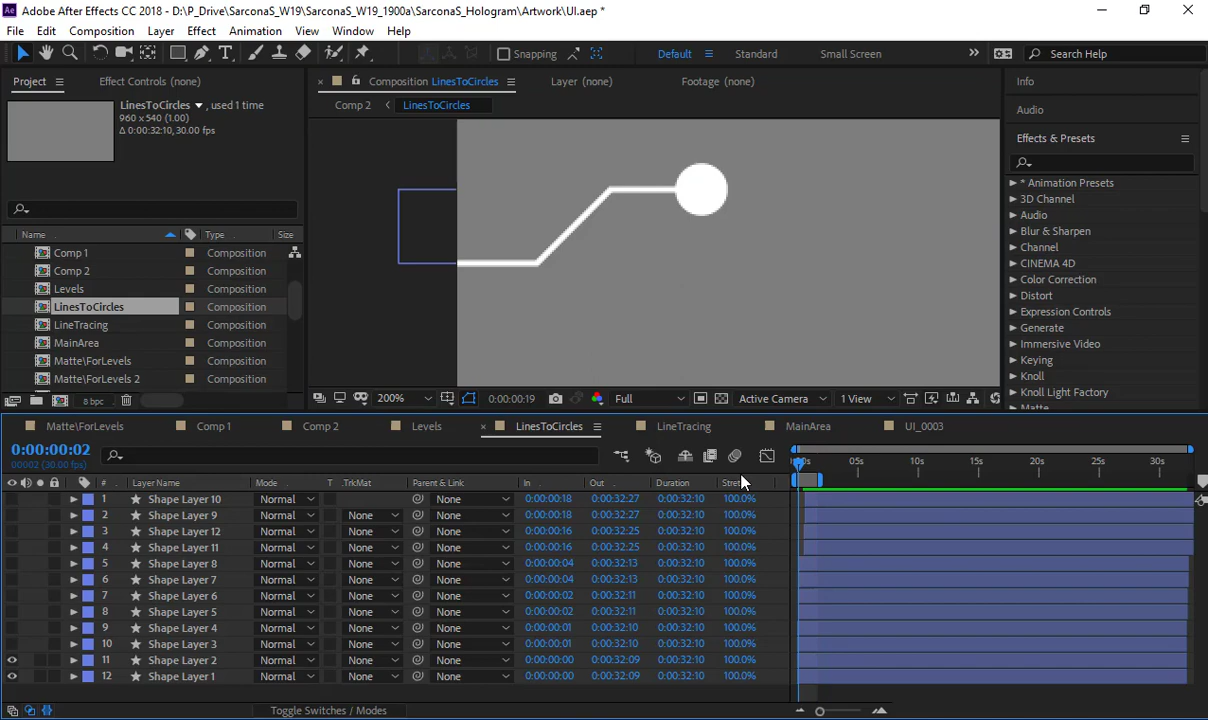 Adobe After Effects CC 2018 - D:\P_Drive\SarconaS_W19\SarconaS_W19_1900a\SarconaS_Hologram\Artwork\UI.aep *
File Edit Composition Layer Effect Animation View Window Help
Snapping Default Standard Small Screen Search Help
Project Effect Controls (none) Composition LinesToCircles Layer (none) Footage (none) Info
LinesToCircles , used 1 time Comp 2 LinesToCircles Audio
960 x 540 (1.00)
Δ 0:00:32:10, 30.00 fps Effects & Presets
Name Type Size
Comp 1 Composition
Comp 2 Composition
Levels Composition
LinesToCircles Composition
LineTracing Composition
MainArea Composition
Matte\ForLevels Composition
Matte\ForLevels 2 Composition
8 bpc
* Animation Presets
3D Channel
Audio
Blur & Sharpen
Channel
CINEMA 4D
Color Correction
Distort
Expression Controls
Generate
Immersive Video
Keying
Knoll
Knoll Light Factory
Matte
200% 0:00:00:19 Full Active Camera 1 View
Matte\ForLevels Comp 1 Comp 2 Levels LinesToCircles LineTracing MainArea UI_0003
0:00:00:02
00002 (30.00 fps) 05s 10s 15s 20s 25s 30s
# Layer Name Mode T .TrkMat Parent & Link In Out Duration
1 Shape Layer 10 Normal None 0:00:00:18 0:00:32:27 0:00:32:10 100.0%
2 Shape Layer 9 Normal None None 0:00:00:18 0:00:32:27 0:00:32:10 100.0%
3 Shape Layer 12 Normal None None 0:00:00:16 0:00:32:25 0:00:32:10 100.0%
4 Shape Layer 11 Normal None None 0:00:00:16 0:00:32:25 0:00:32:10 100.0%
5 Shape Layer 8 Normal None None 0:00:00:04 0:00:32:13 0:00:32:10 100.0%
6 Shape Layer 7 Normal None None 0:00:00:04 0:00:32:13 0:00:32:10 100.0%
7 Shape Layer 6 Normal None None 0:00:00:02 0:00:32:11 0:00:32:10 100.0%
8 Shape Layer 5 Normal None None 0:00:00:02 0:00:32:11 0:00:32:10 100.0%
9 Shape Layer 4 Normal None None 0:00:00:01 0:00:32:10 0:00:32:10 100.0%
10 Shape Layer 3 Normal None None 0:00:00:01 0:00:32:10 0:00:32:10 100.0%
11 Shape Layer 2 Normal None None 0:00:00:00 0:00:32:09 0:00:32:10 100.0%
12 Shape Layer 1 Normal None None 0:00:00:00 0:00:32:09 0:00:32:10 100.0%
Toggle Switches / Modes